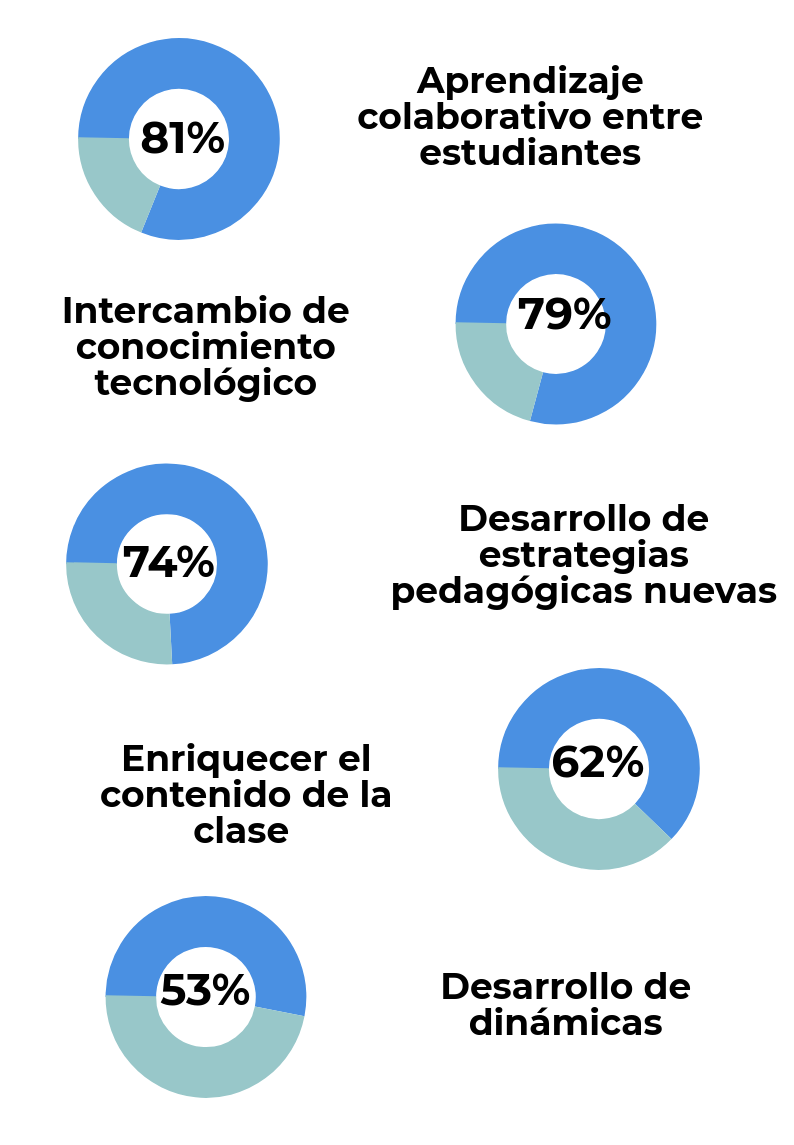 81%
Aprendizaje
colaborativo entre
estudiantes
Intercambio de
conocimiento
tecnológico
79%
74%
Desarrollo de
estrategias
pedagógicas nuevas
Enriquecer el
contenido de la
clase
62%
53%
Desarrollo de
dinámicas